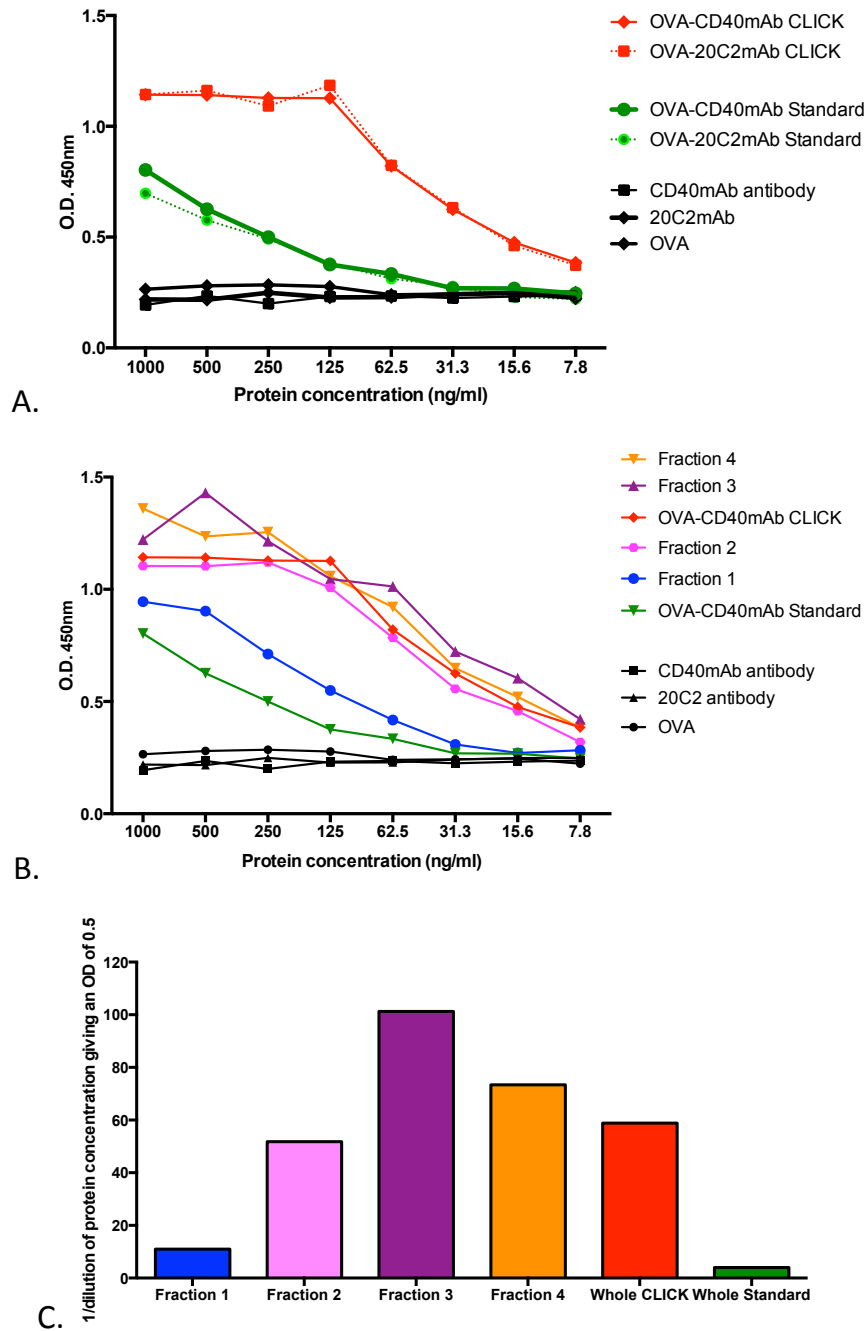 1.5
1.0
0.5
0.0
O.D. 450nm
1000 500 250 125 62.5 31.3 15.6 7.8
Protein concentration (ng/ml)
OVA-CD40mAb CLICK
OVA-20C2mAb CLICK
OVA-CD40mAb Standard
OVA-20C2mAb Standard
CD40mAb antibody
20C2mAb
OVA
A.
1.5
1.0
0.5
0.0
O.D. 450nm
1000 500 250 125 62.5 31.3 15.6 7.8
Protein concentration (ng/ml)
Fraction 4
Fraction 3
OVA-CD40mAb CLICK
Fraction 2
Fraction 1
OVA-CD40mAb Standard
CD40mAb antibody
20C2 antibody
OVA
B.
1/dilution of protein concentration giving an OD of 0.5
120
100
80
60
40
20
0
Fraction 1 Fraction 2 Fraction 3 Fraction 4 Whole CLICK Whole Standard
C.